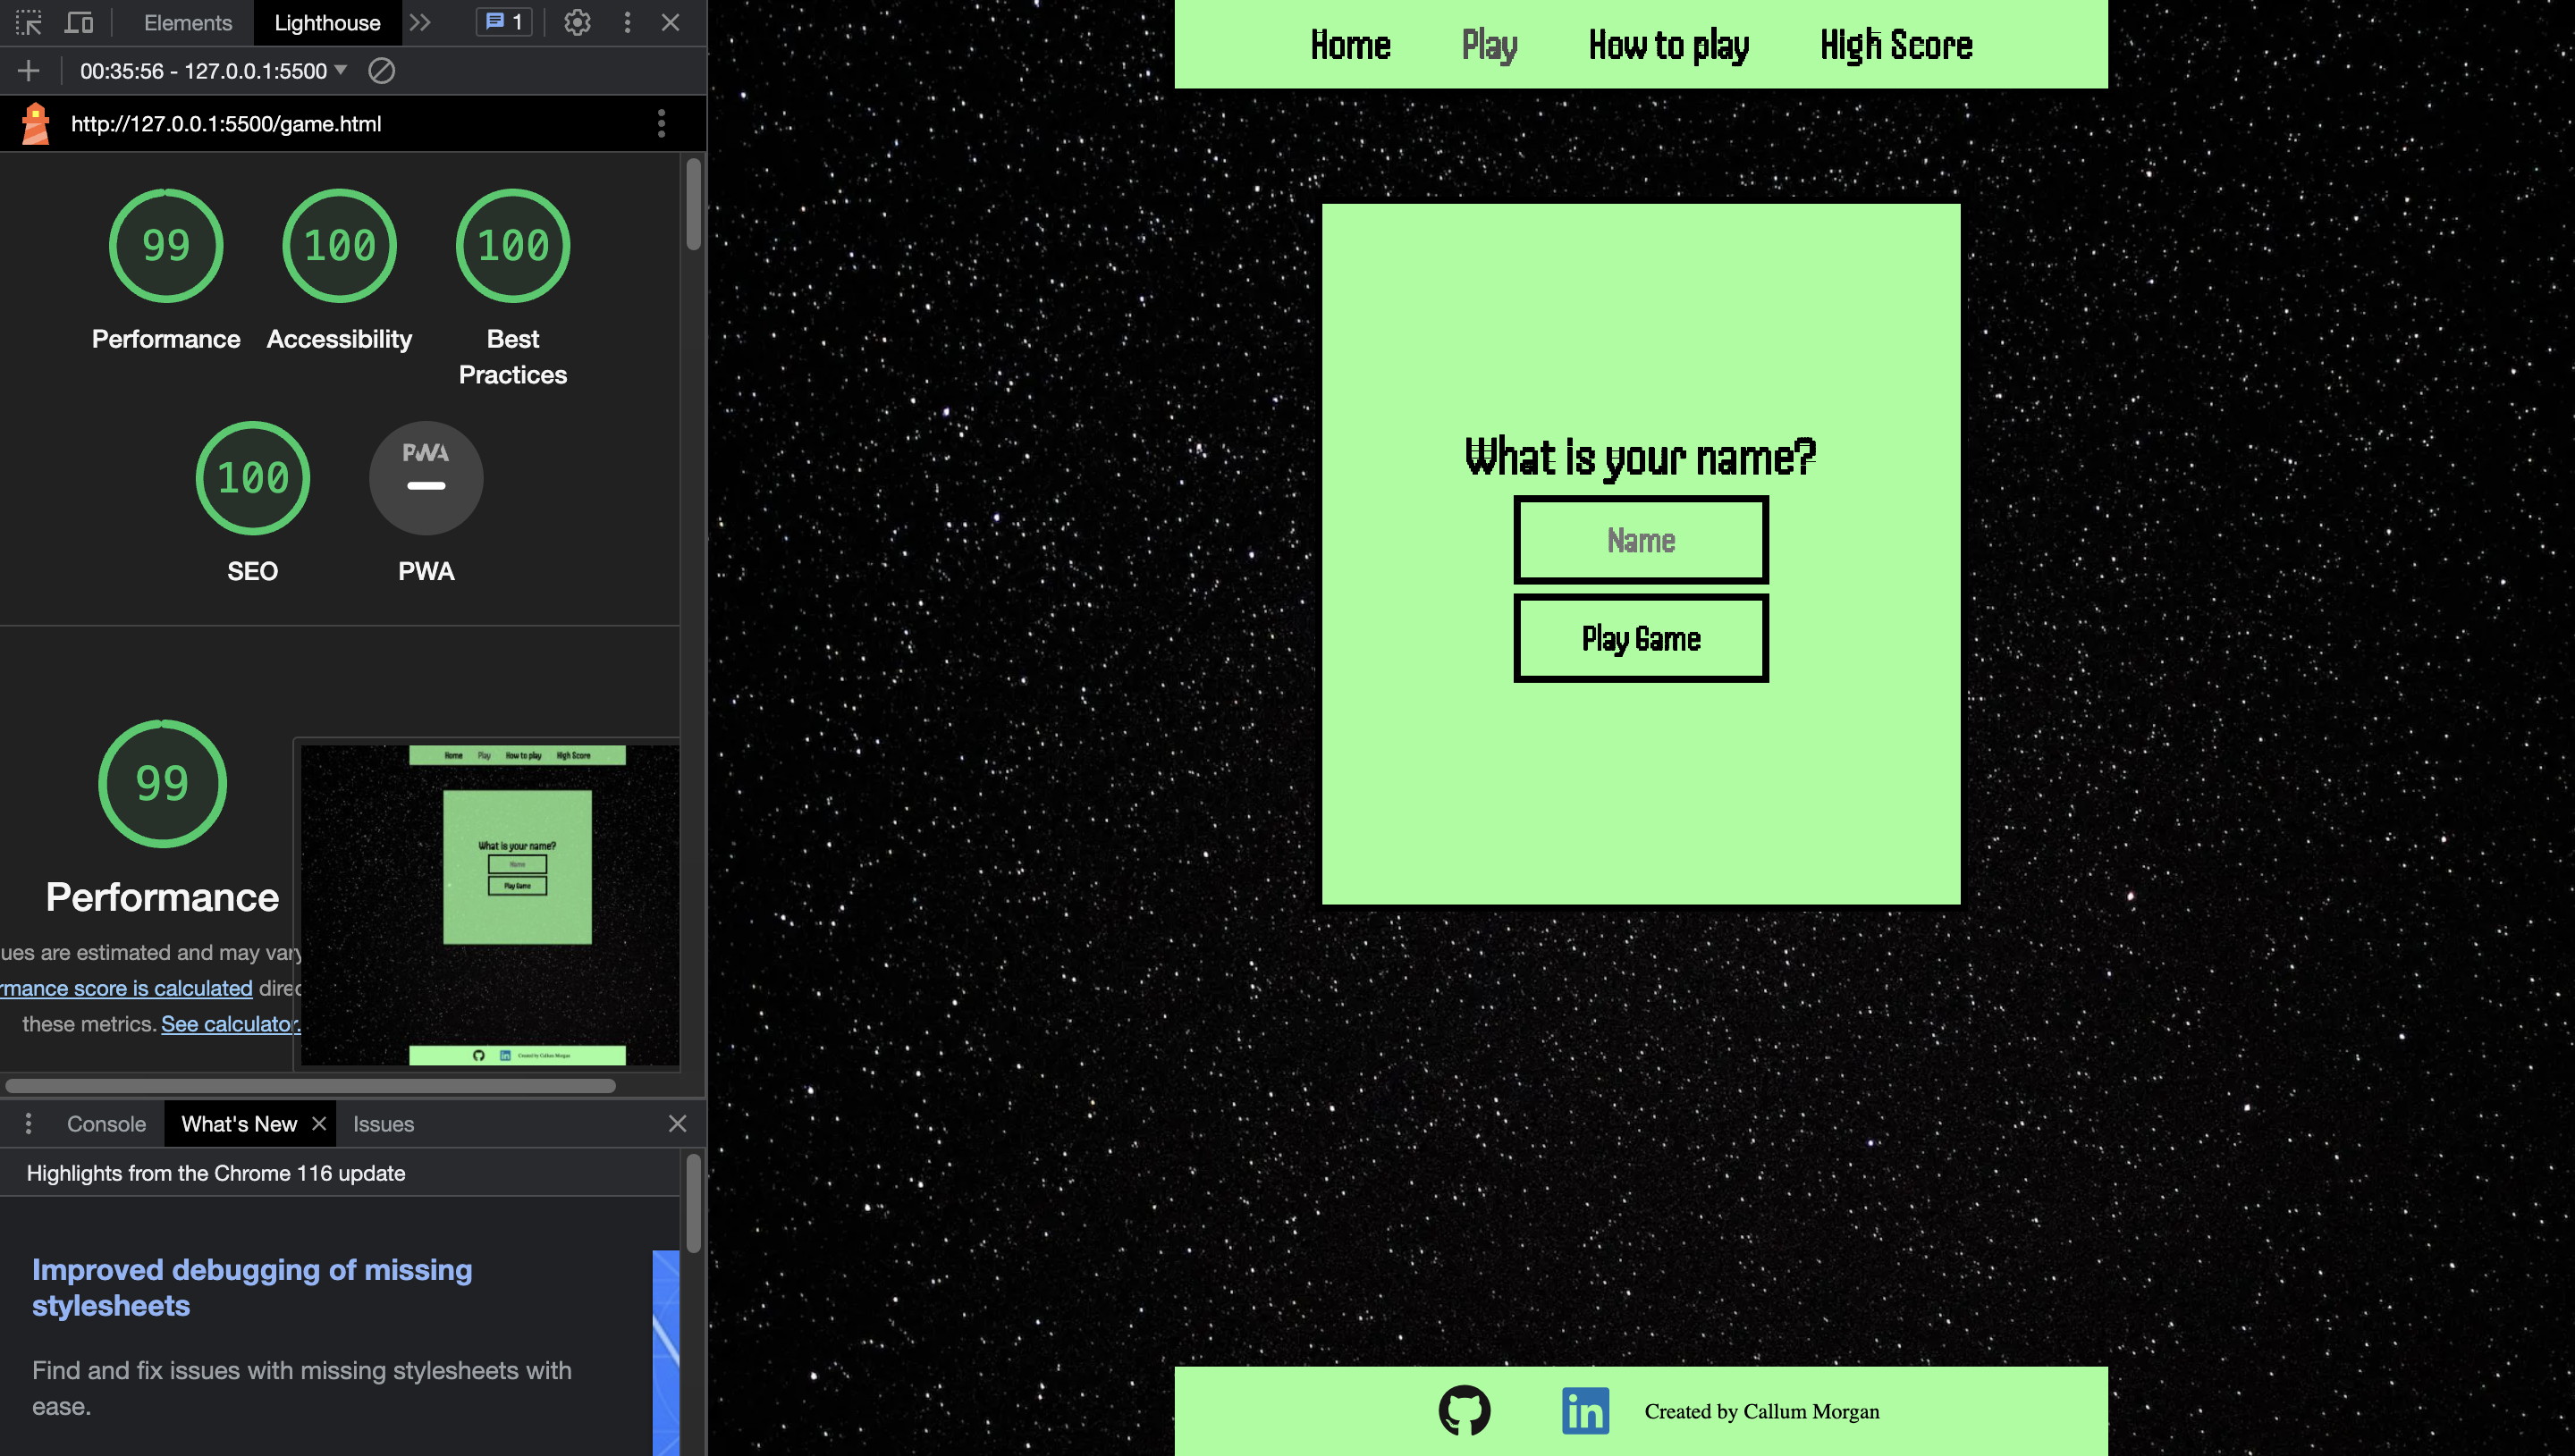 Elements Lighthouse 1
00:35:56 - 127.0.0.1:5500
http://127.0.0.1:5500/game.html
99 100 100
Performance Accessibility Best
Practices
100 PWA
SEO PWA
99
Performance
ues are estimated and may vary
rmance score is calculated direc
these metrics. See calculator.
Home Play How to play High Score
What is your name?
Name
Play Game
Created by Callum Morgan
Console What's New Issues
Highlights from the Chrome 116 update
Improved debugging of missing
stylesheets
Find and fix issues with missing stylesheets with
ease.
Home Play How to play High Score
What is your name?
Name
Play Game
in Created by Callum Morgan